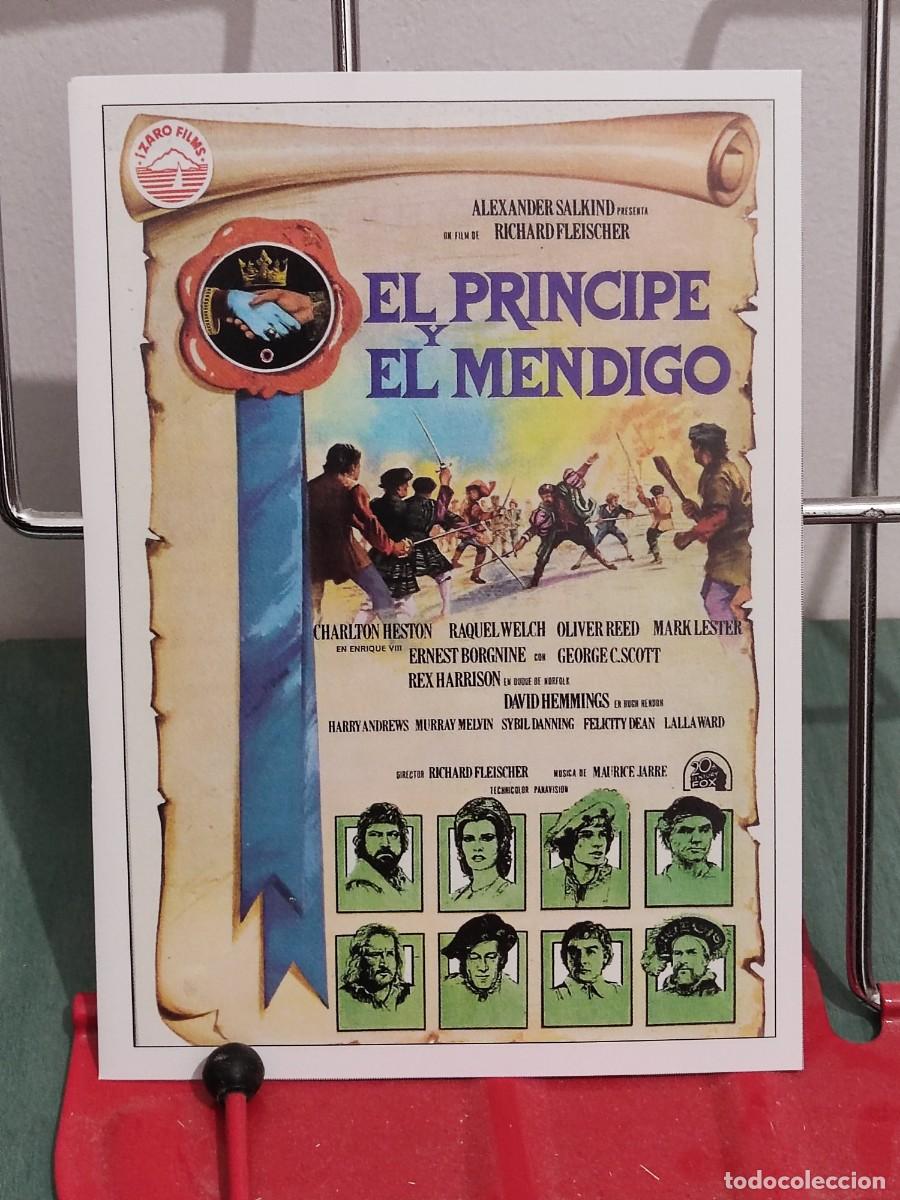 ÍZARO FILMS
ALEXANDER SALKIND PRESENTA
UN FILM DE RICHARD FLEISCHER
EL PRINCIPE
Y
EL MENDIGO
CHARLTON HESTON RAQUEL WELCH OLIVER REED MARK LESTER
EN ENRIQUE VIII
ERNEST BORGNINE CON GEORGE C. SCOTT
REX HARRISON EN DUQUE DE NORFOLK
DAVID HEMMINGS EN HUGH HENDON
HARRY ANDREWS MURRAY MELVIN SYBIL DANNING FELICITY DEAN LALLA WARD
DIRECTOR RICHARD FLEISCHER MUSICA DE MAURICE JARRE
TECHNICOLOR PANAVISION
20th
CENTURY
FOX
todocoleccion